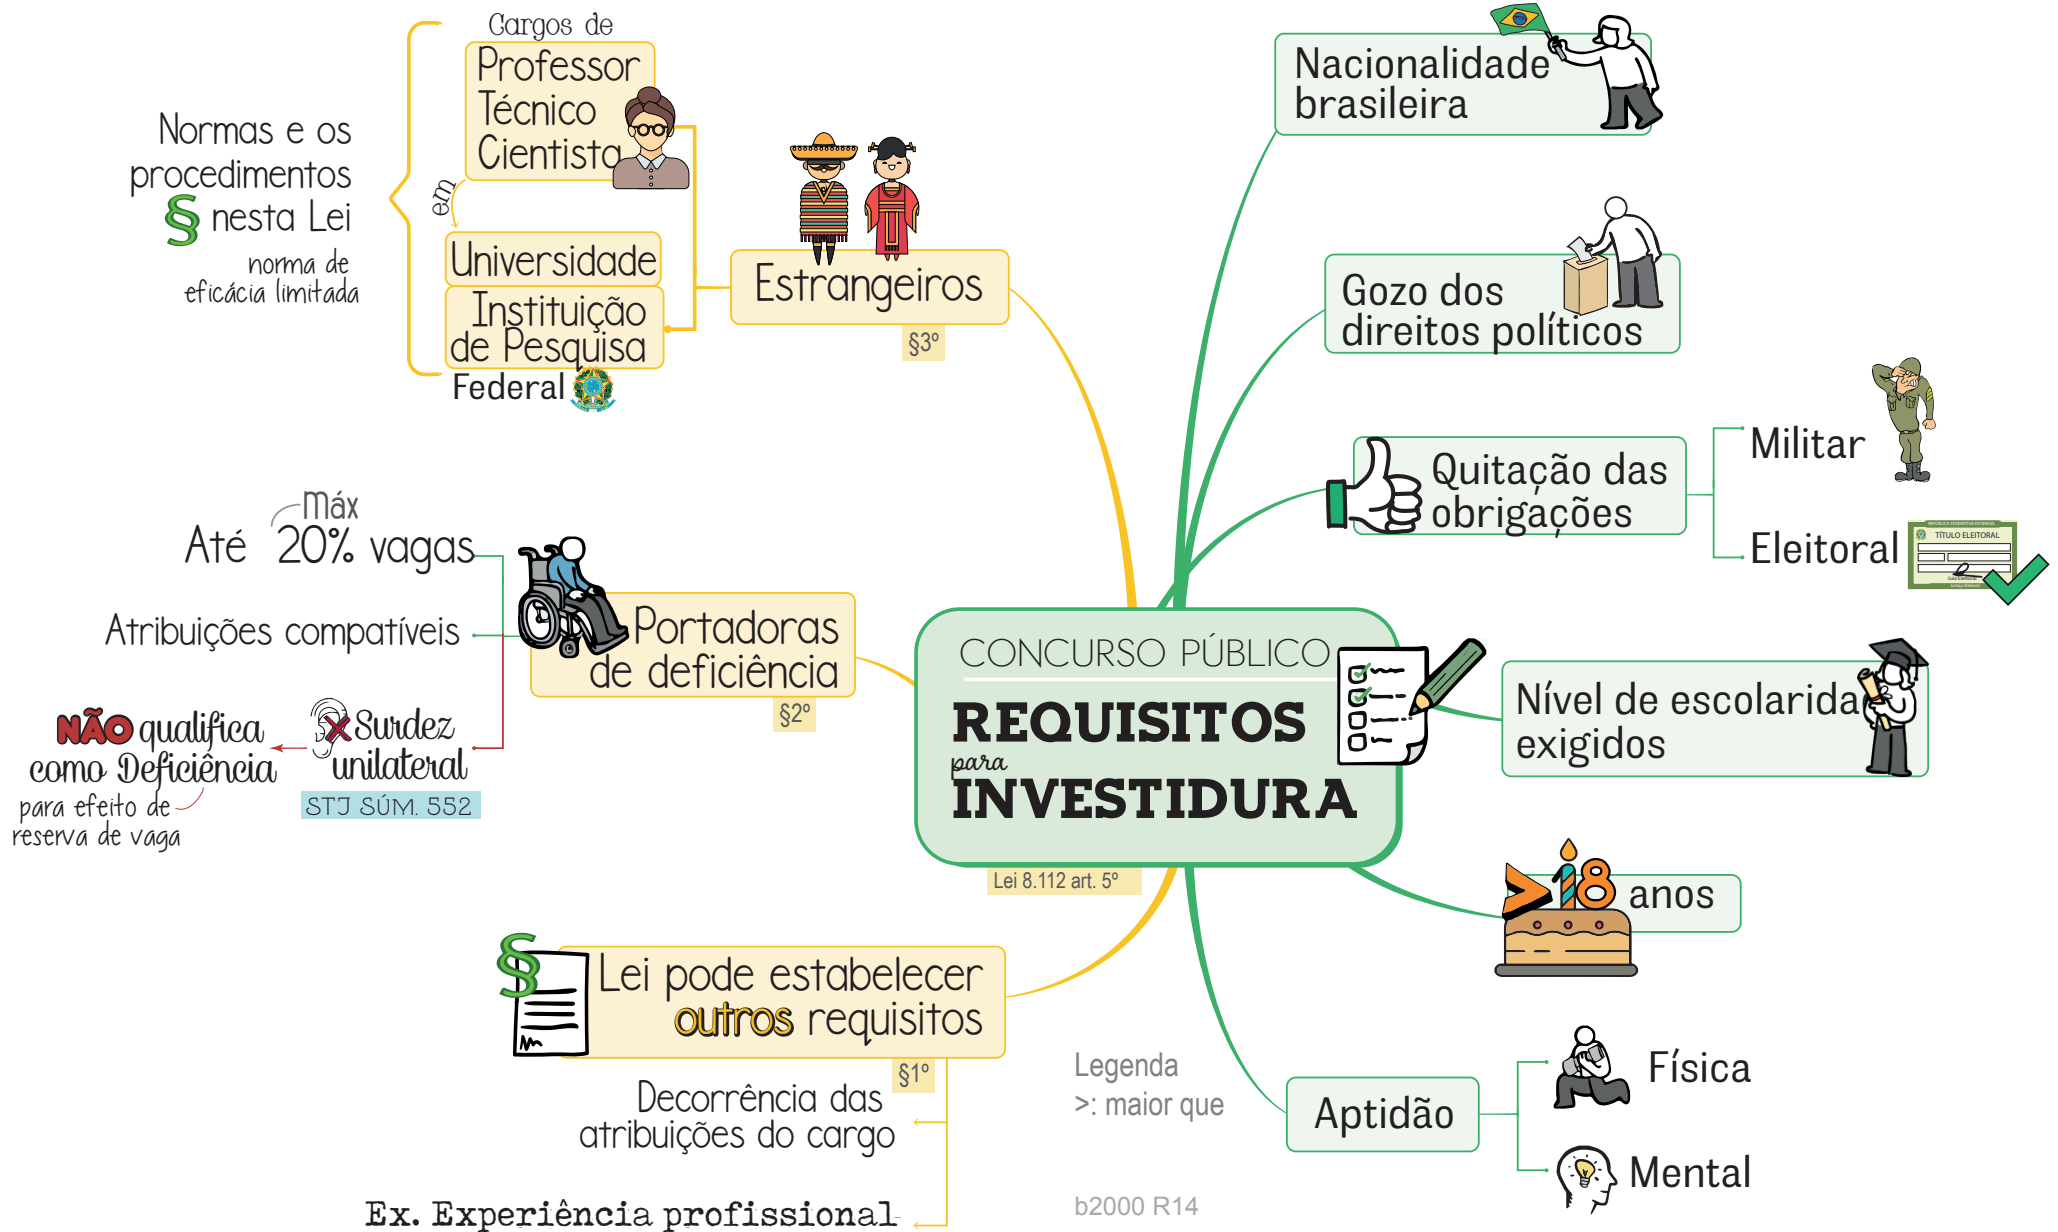 CONCURSO PÚBLICO
REQUISITOS
para
INVESTIDURA
Lei 8.112 art. 5º
Nacionalidade
brasileira
Gozo dos
direitos políticos
Quitação das
obrigações
Militar
Eleitoral
TÍTULO ELEITORAL
Nível de escolarida
exigidos
>18 anos
Aptidão
Física
Mental
Estrangeiros
§3º
Cargos de
Professor
Técnico
Cientista
em
Universidade
Instituição
de Pesquisa
Federal
Normas e os
procedimentos
§ nesta Lei
norma de
eficácia limitada
Portadoras
de deficiência
§2º
Máx
Até 20% vagas
Atribuições compatíveis
Surdez
unilateral
STJ SÚM. 552
NÃO qualifica
como Deficiência
para efeito de
reserva de vaga
§
Lei pode estabelecer
outros requisitos
§1º
Decorrência das
atribuições do cargo
Ex. Experiência profissional
Legenda
>: maior que
b2000 R14